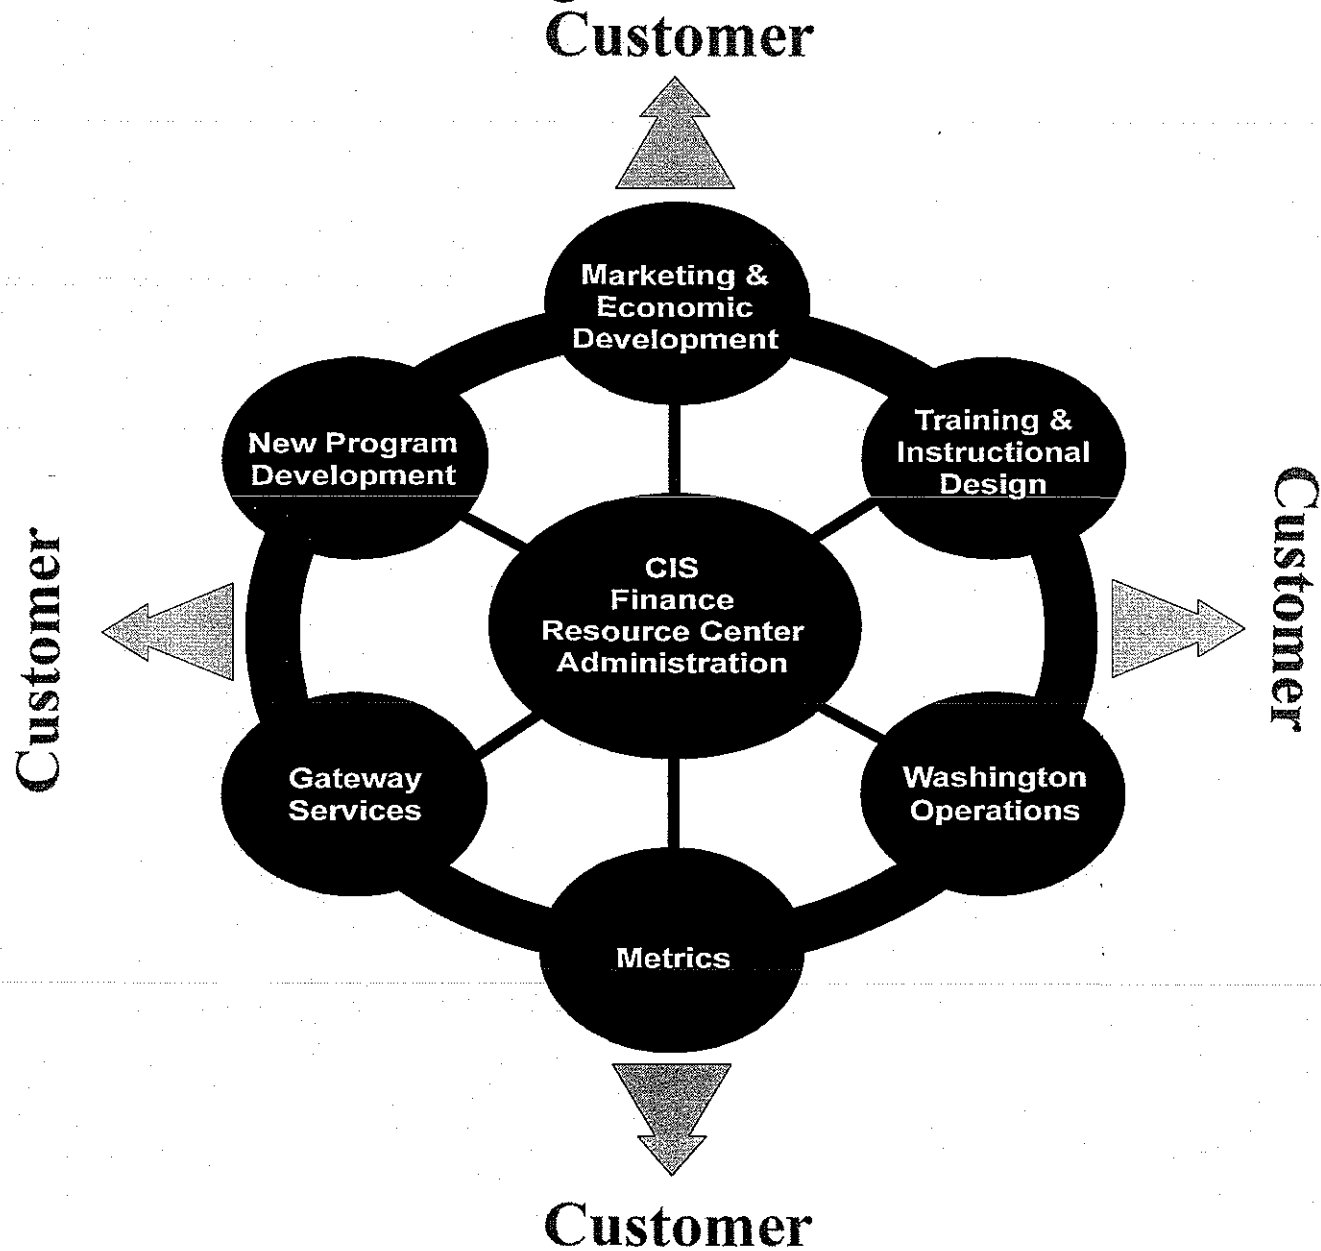 Customer
Marketing &
Economic
Development
New Program
Development
Training &
Instructional
Design
Customer
CIS
Finance
Resource Center
Administration
Customer
Gateway
Services
Washington
Operations
Metrics
Customer